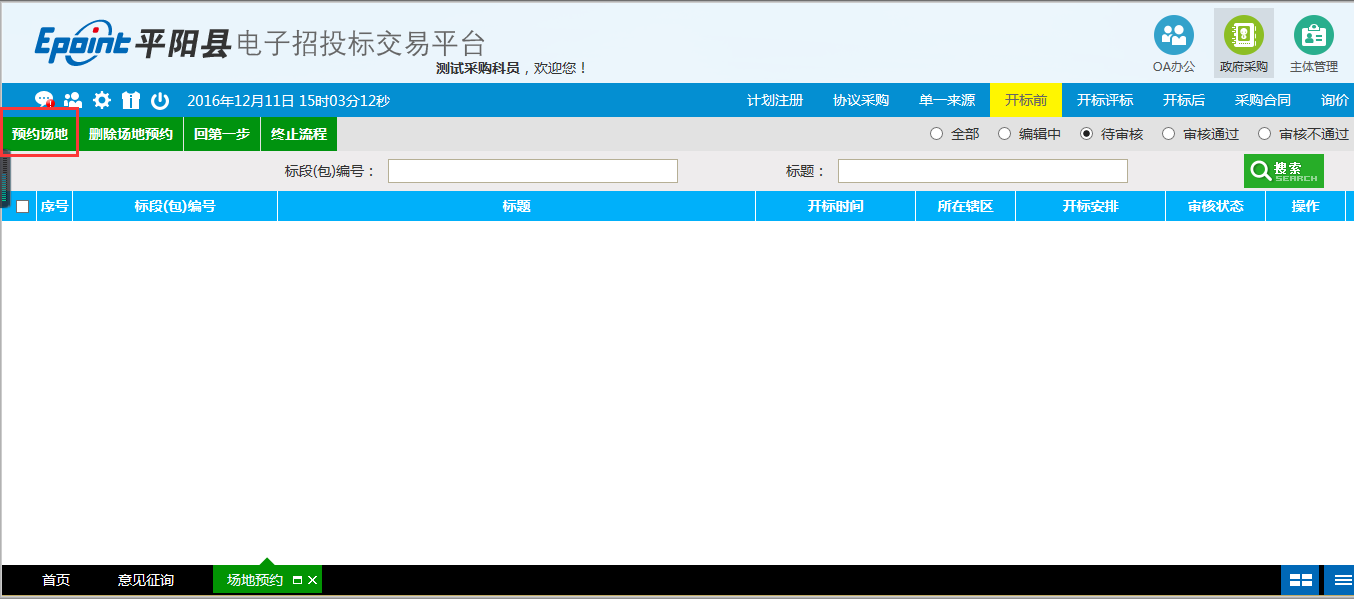 Epoint 平阳县 电子招投标交易平台
测试采购科员，欢迎您！
OA办公 政府采购 主体管理
2016年12月11日 15时03分12秒 计划注册 协议采购 单一来源 开标前 开标评标 开标后 采购合同 询价
预约场地 删除场地预约 回第一步 终止流程 全部 编辑中 待审核 审核通过 审核不通过
标段(包)编号： 标题： 搜索 SEARCH
序号 标段(包)编号 标题 开标时间 所在辖区 开标安排 审核状态 操作
首页 意见征询 场地预约